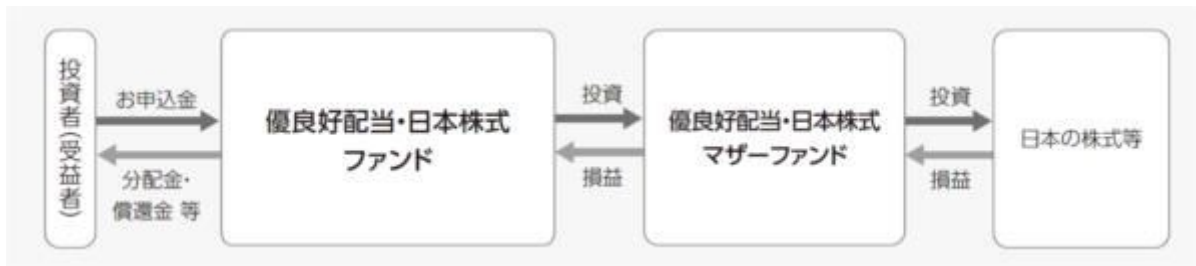 投資者(受益者)
お申込金
分配金・
償還金 等
優良好配当・日本株式
ファンド
投資
損益
優良好配当・日本株式
マザーファンド
投資
損益
日本の株式等